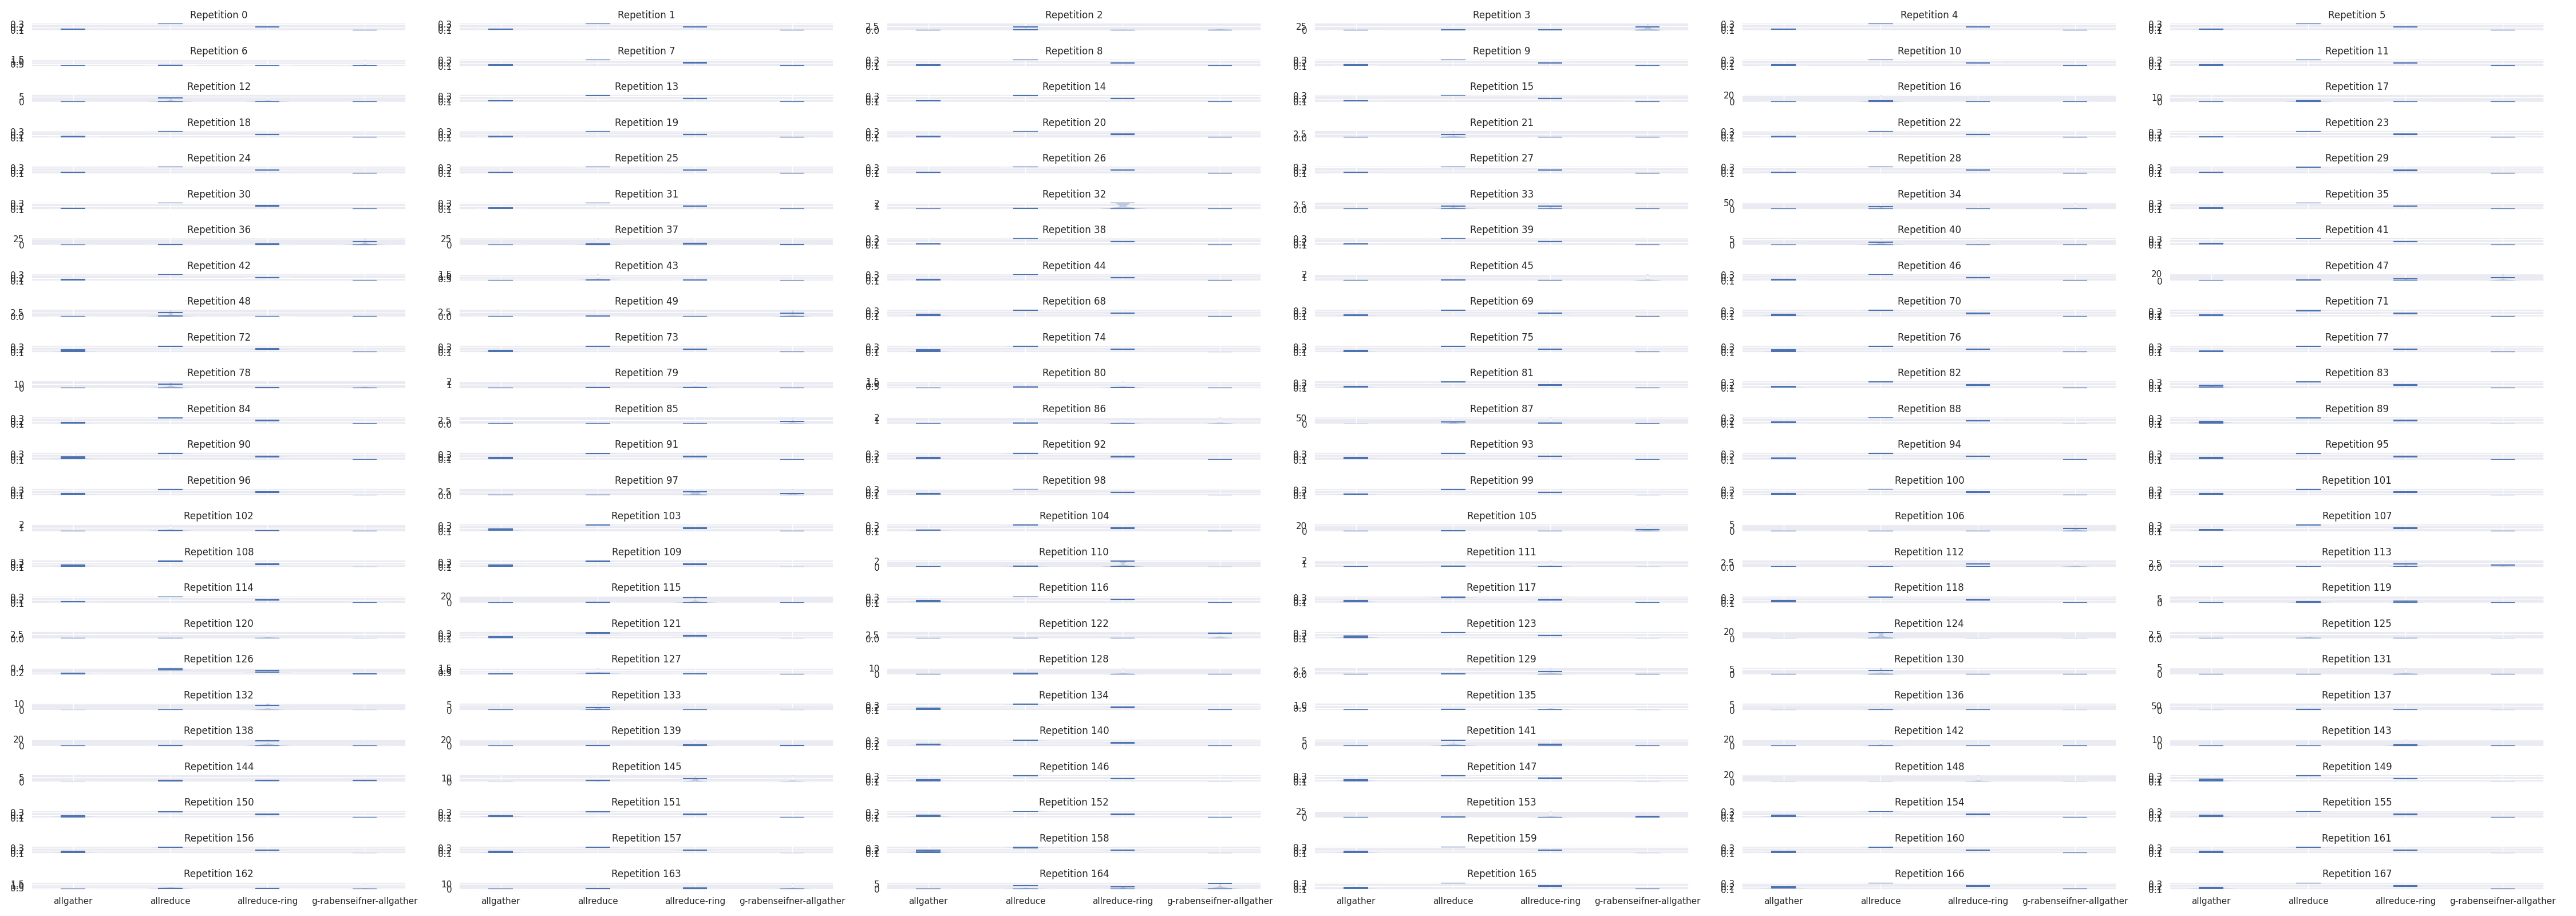 Repetition 0 Repetition 1 Repetition 2 Repetition 3 Repetition 4 Repetition 5
0.3 0.3 2.5 25 0.3 0.3
0.1 0.1 0.0 0 0.1 0.1
Repetition 6 Repetition 7 Repetition 8 Repetition 9 Repetition 10 Repetition 11
1.5 0.3 0.3 0.3 0.3 0.3
0.5 0.1 0.1 0.1 0.1 0.1
Repetition 12 Repetition 13 Repetition 14 Repetition 15 Repetition 16 Repetition 17
5 0.3 0.3 0.3 20 10
0 0.1 0.1 0.1 0 0
Repetition 18 Repetition 19 Repetition 20 Repetition 21 Repetition 22 Repetition 23
0.3 0.3 0.3 2.5 0.3 0.3
0.1 0.1 0.1 0.0 0.1 0.1
Repetition 24 Repetition 25 Repetition 26 Repetition 27 Repetition 28 Repetition 29
0.3 0.3 0.3 0.3 0.3 0.3
0.1 0.1 0.1 0.1 0.1 0.1
Repetition 30 Repetition 31 Repetition 32 Repetition 33 Repetition 34 Repetition 35
0.3 0.3 2 2.5 50 0.3
0.1 0.1 1 0.0 0 0.1
Repetition 36 Repetition 37 Repetition 38 Repetition 39 Repetition 40 Repetition 41
25 25 0.3 0.3 5 0.3
0 0 0.1 0.1 0 0.1
Repetition 42 Repetition 43 Repetition 44 Repetition 45 Repetition 46 Repetition 47
0.3 1.5 0.3 2 0.3 20
0.1 0.5 0.1 1 0.1 0
Repetition 48 Repetition 49 Repetition 68 Repetition 69 Repetition 70 Repetition 71
2.5 2.5 0.3 0.3 0.3 0.3
0.0 0.0 0.1 0.1 0.1 0.1
Repetition 72 Repetition 73 Repetition 74 Repetition 75 Repetition 76 Repetition 77
0.3 0.3 0.3 0.3 0.3 0.3
0.1 0.1 0.1 0.1 0.1 0.1
Repetition 78 Repetition 79 Repetition 80 Repetition 81 Repetition 82 Repetition 83
10 2 1.5 0.3 0.3 0.3
0 1 0.5 0.1 0.1 0.1
Repetition 84 Repetition 85 Repetition 86 Repetition 87 Repetition 88 Repetition 89
0.3 2.5 2 50 0.3 0.3
0.1 0.0 1 0 0.1 0.1
Repetition 90 Repetition 91 Repetition 92 Repetition 93 Repetition 94 Repetition 95
0.3 0.3 0.3 0.3 0.3 0.3
0.1 0.1 0.1 0.1 0.1 0.1
Repetition 96 Repetition 97 Repetition 98 Repetition 99 Repetition 100 Repetition 101
0.3 2.5 0.3 0.3 0.3 0.3
0.1 0.0 0.1 0.1 0.1 0.1
Repetition 102 Repetition 103 Repetition 104 Repetition 105 Repetition 106 Repetition 107
2 0.3 0.3 20 5 0.3
1 0.1 0.1 0 0 0.1
Repetition 108 Repetition 109 Repetition 110 Repetition 111 Repetition 112 Repetition 113
0.3 0.3 2 2 2.5 2.5
0.1 0.1 0 1 0.0 0.0
Repetition 114 Repetition 115 Repetition 116 Repetition 117 Repetition 118 Repetition 119
0.3 20 0.3 0.3 0.3 5
0.1 0 0.1 0.1 0.1 0
Repetition 120 Repetition 121 Repetition 122 Repetition 123 Repetition 124 Repetition 125
2.5 0.3 2.5 0.3 20 2.5
0.0 0.1 0.0 0.1 0 0.0
Repetition 126 Repetition 127 Repetition 128 Repetition 129 Repetition 130 Repetition 131
0.4 1.5 10 2.5 5 5
0.2 0.5 0 0.0 0 0
Repetition 132 Repetition 133 Repetition 134 Repetition 135 Repetition 136 Repetition 137
10 5 0.3 1.0 5 50
0 0 0.1 0.5 0 0
Repetition 138 Repetition 139 Repetition 140 Repetition 141 Repetition 142 Repetition 143
20 20 0.3 5 20 10
0 0 0.1 0 0 0
Repetition 144 Repetition 145 Repetition 146 Repetition 147 Repetition 148 Repetition 149
5 10 0.3 0.3 20 0.3
0 0 0.1 0.1 0 0.1
Repetition 150 Repetition 151 Repetition 152 Repetition 153 Repetition 154 Repetition 155
0.3 0.3 0.3 25 0.3 0.3
0.1 0.1 0.1 0 0.1 0.1
Repetition 156 Repetition 157 Repetition 158 Repetition 159 Repetition 160 Repetition 161
0.3 0.3 0.3 0.3 0.3 0.3
0.1 0.1 0.1 0.1 0.1 0.1
Repetition 162 Repetition 163 Repetition 164 Repetition 165 Repetition 166 Repetition 167
1.5 10 5 0.3 0.3 0.3
0.5 0 0 0.1 0.1 0.1
allgather allreduce allreduce-ring g-rabenseifner-allgather allgather allreduce allreduce-ring g-rabenseifner-allgather allgather allreduce allreduce-ring g-rabenseifner-allgather allgather allreduce allreduce-ring g-rabenseifner-allgather allgather allreduce allreduce-ring g-rabenseifner-allgather allgather allreduce allreduce-ring g-rabenseifner-allgather